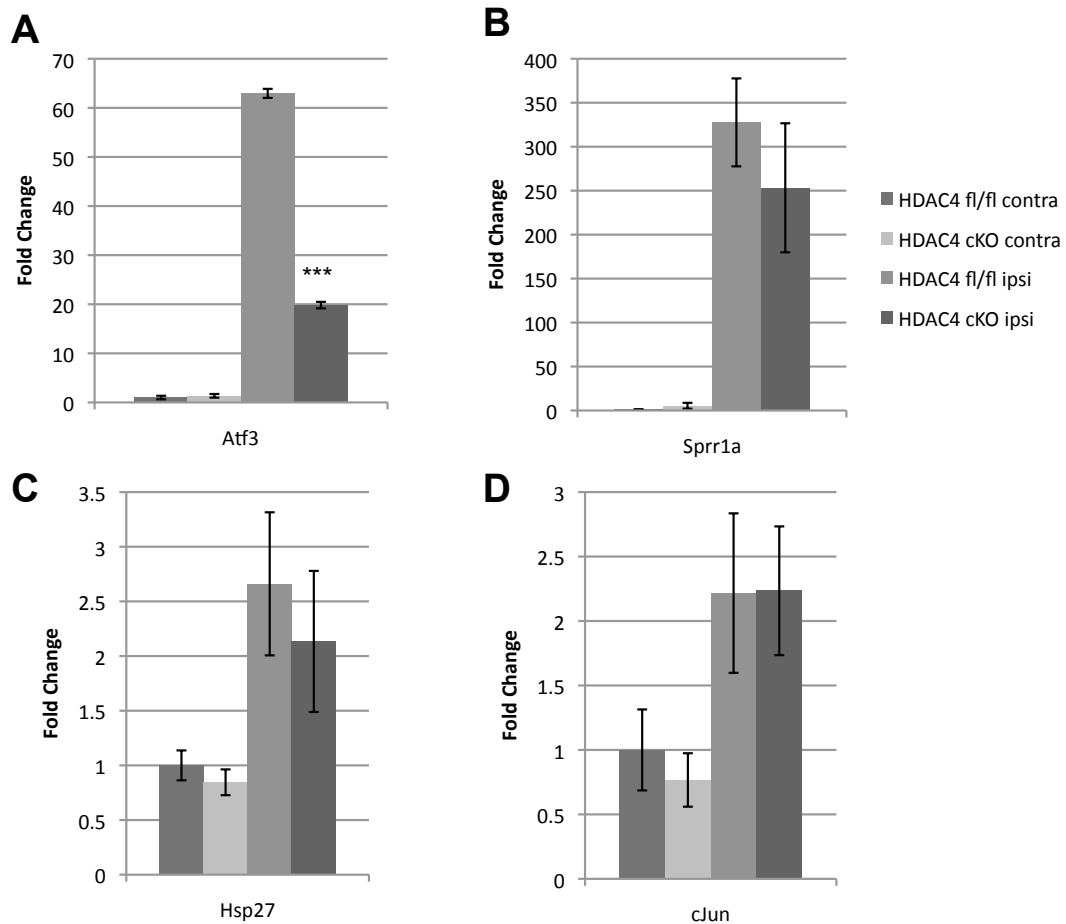 A
70
60
50
40
30
20
10
0
Fold Change
***
Atf3
B
400
350
300
250
200
150
100
50
0
Fold Change
Sprr1a
HDAC4 fl/fl contra
HDAC4 cKO contra
HDAC4 fl/fl ipsi
HDAC4 cKO ipsi
C
3.5
3
2.5
2
1.5
1
0.5
0
Fold Change
Hsp27
D
3
2.5
2
1.5
1
0.5
0
Fold Change
cJun